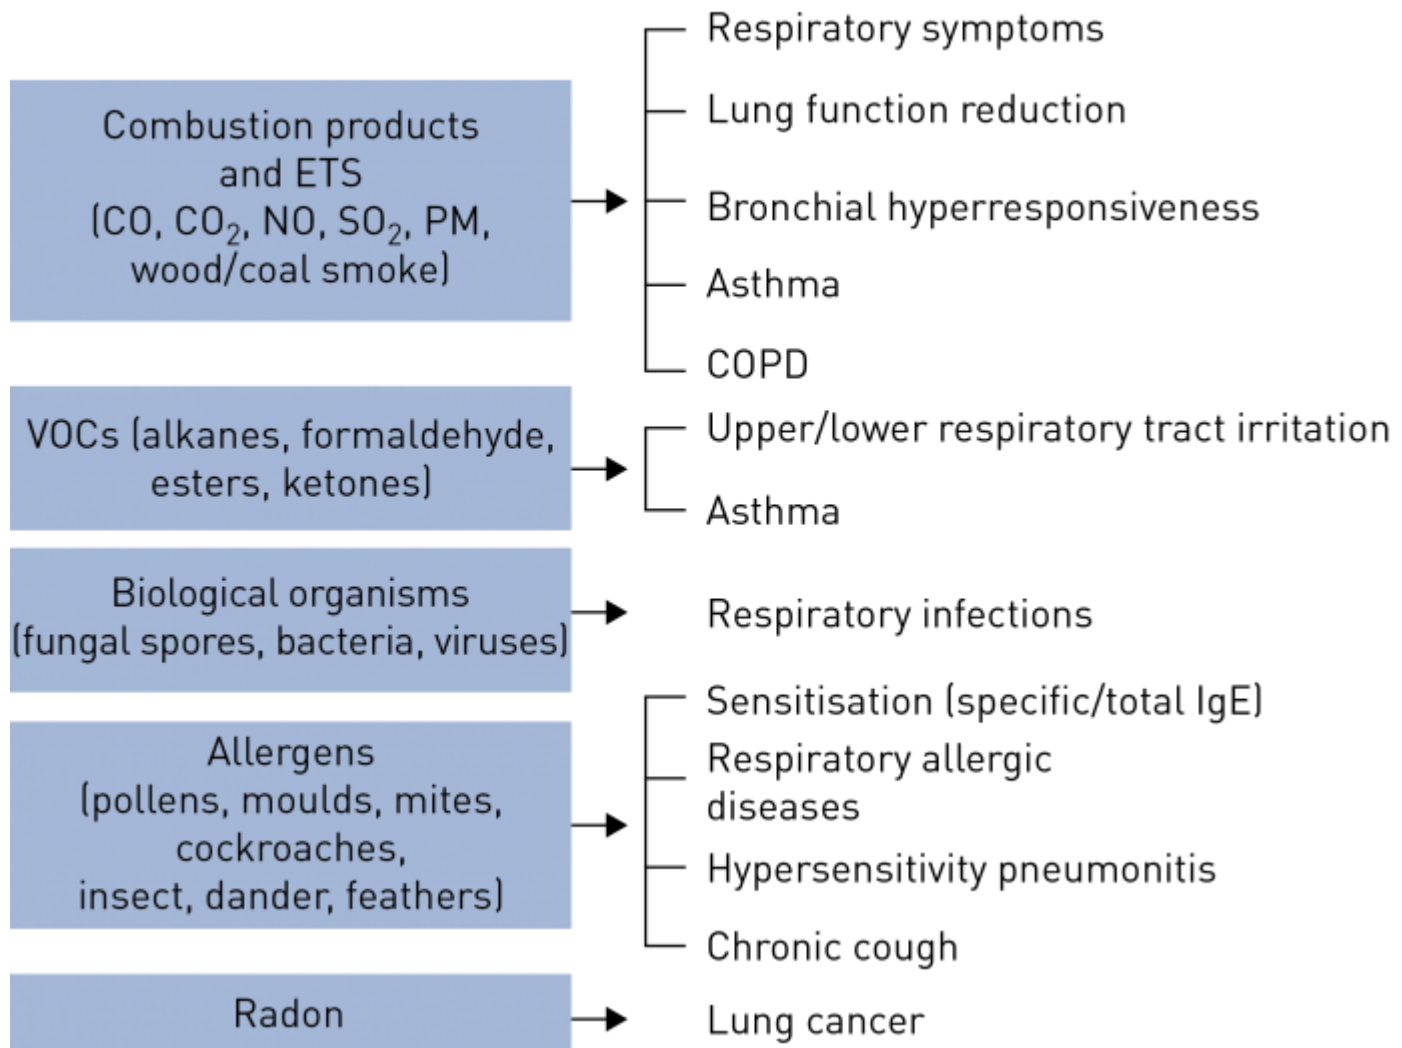 Combustion products
and ETS
(CO, CO₂, NO, SO₂, PM,
wood/coal smoke)
Respiratory symptoms
Lung function reduction
Bronchial hyperresponsiveness
Asthma
COPD
VOCs (alkanes, formaldehyde,
esters, ketones)
Upper/lower respiratory tract irritation
Asthma
Biological organisms
(fungal spores, bacteria, viruses)
Respiratory infections
Allergens
(pollens, moulds, mites,
cockroaches,
insect, dander, feathers)
Sensitisation (specific/total IgE)
Respiratory allergic
diseases
Hypersensitivity pneumonitis
Chronic cough
Radon
Lung cancer